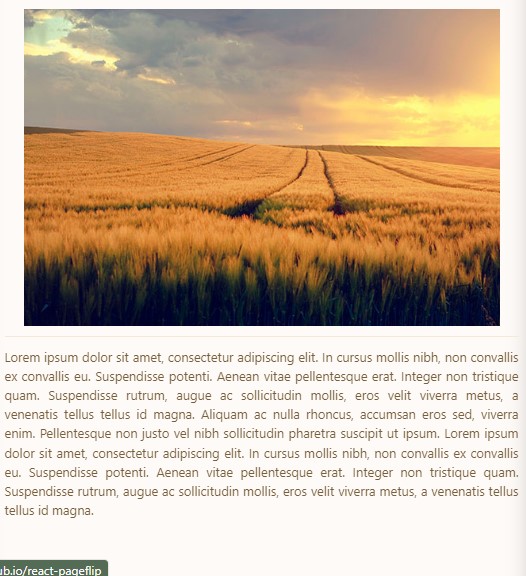 Lorem ipsum dolor sit amet, consectetur adipiscing elit. In cursus mollis nibh, non convallis
ex convallis eu. Suspendisse potenti. Aenean vitae pellentesque erat. Integer non tristique
quam. Suspendisse rutrum, augue ac sollicitudin mollis, eros velit viverra metus, a
venenatis tellus tellus id magna. Aliquam ac nulla rhoncus, accumsan eros sed, viverra
enim. Pellentesque non justo vel nibh sollicitudin pharetra suscipit ut ipsum. Lorem ipsum
dolor sit amet, consectetur adipiscing elit. In cursus mollis nibh, non convallis ex convallis
eu. Suspendisse potenti. Aenean vitae pellentesque erat. Integer non tristique quam.
Suspendisse rutrum, augue ac sollicitudin mollis, eros velit viverra metus, a venenatis tellus
tellus id magna.
ub.io/react-pageflip